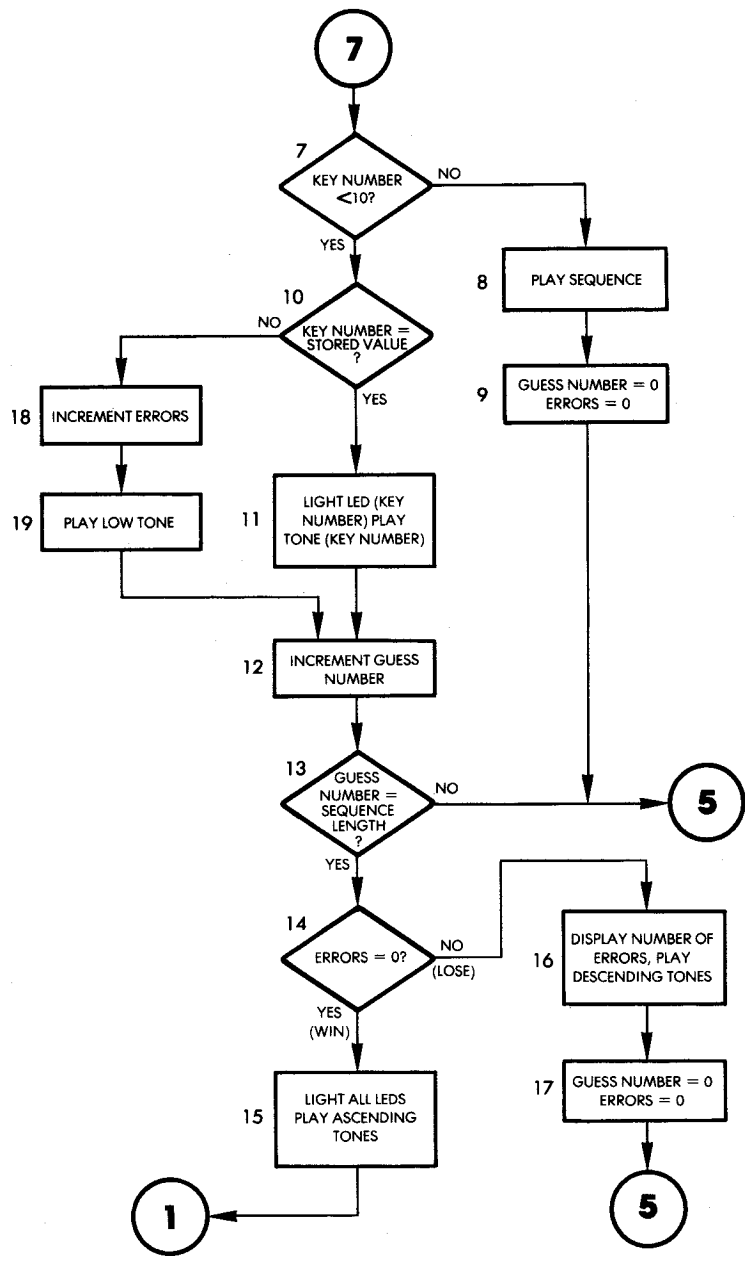 7
7
KEY NUMBER
<10?
NO
YES
8
PLAY SEQUENCE
10
KEY NUMBER =
STORED VALUE
?
NO
YES
9
GUESS NUMBER = 0
ERRORS = 0
18
INCREMENT ERRORS
11
LIGHT LED (KEY
NUMBER) PLAY
TONE (KEY NUMBER)
19
PLAY LOW TONE
12
INCREMENT GUESS
NUMBER
13
GUESS
NUMBER =
SEQUENCE
LENGTH
?
NO
5
YES
14
ERRORS = 0?
NO
(LOSE)
16
DISPLAY NUMBER OF
ERRORS, PLAY
DESCENDING TONES
YES
(WIN)
15
LIGHT ALL LEDS
PLAY ASCENDING
TONES
17
GUESS NUMBER = 0
ERRORS = 0
1
5